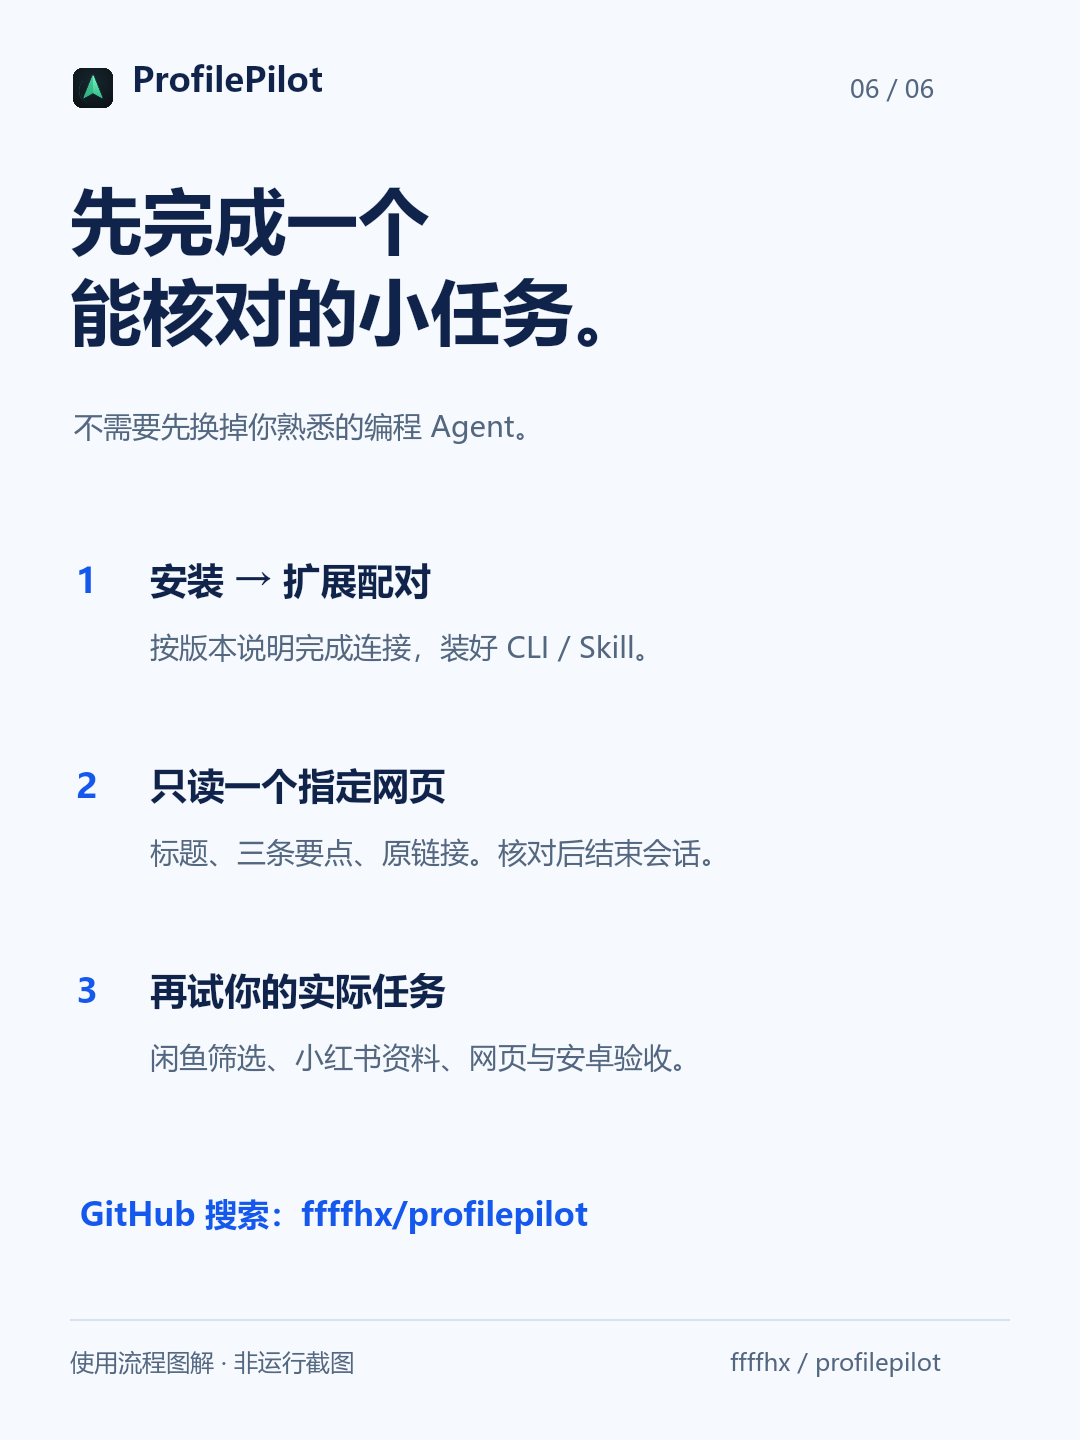 ProfilePilot
06 / 06
先完成一个
能核对的小任务。
不需要先换掉你熟悉的编程 Agent。
1 安装 → 扩展配对
按版本说明完成连接，装好 CLI / Skill。
2 只读一个指定网页
标题、三条要点、原链接。核对后结束会话。
3 再试你的实际任务
闲鱼筛选、小红书资料、网页与安卓验收。
GitHub 搜索：ffffhx/profilepilot
使用流程图解 · 非运行截图
ffffhx / profilepilot